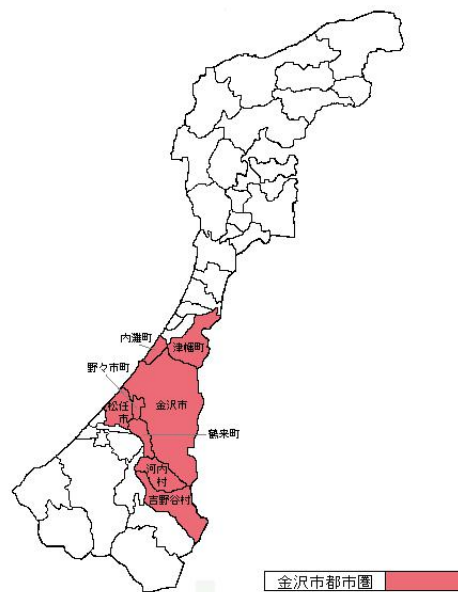 内灘町
津幡町
野々市町
松任
市
金沢市
鶴来町
河内
村
吉野谷村
金沢市都市圏